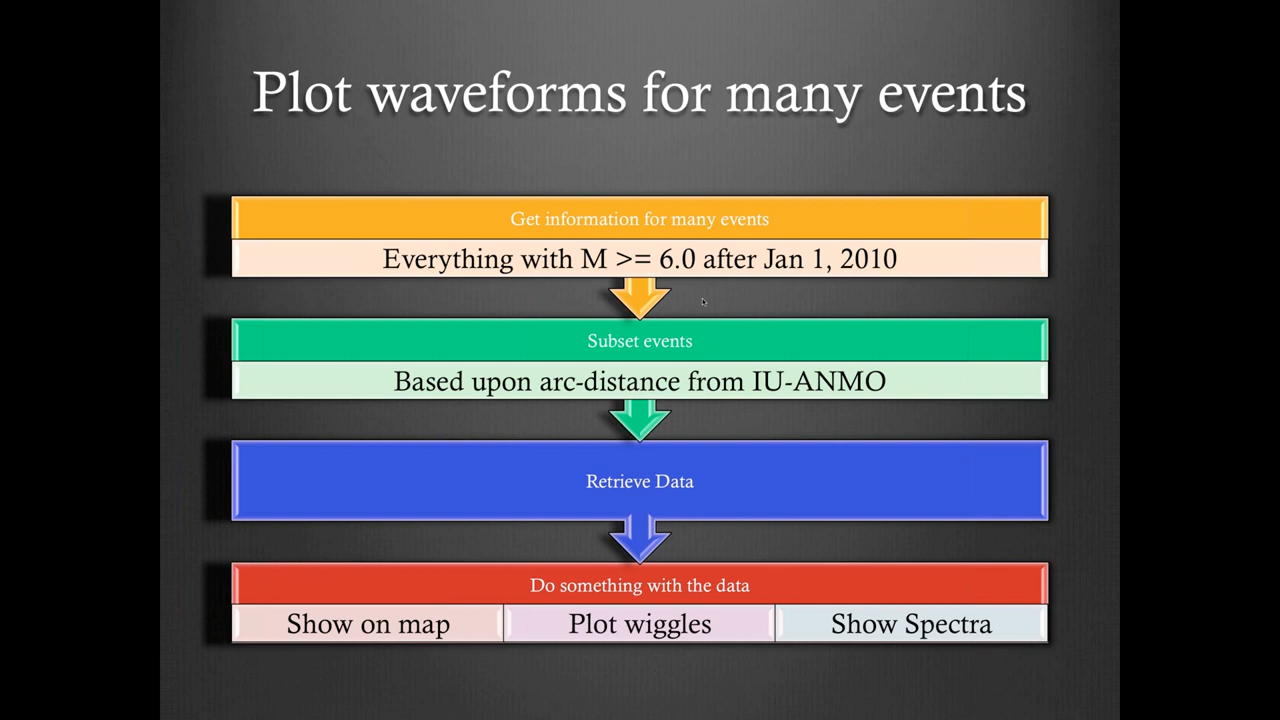 Plot waveforms for many events
Get information for many events
Everything with M >= 6.0 after Jan 1, 2010
Subset events
Based upon arc-distance from IU-ANMO
Retrieve Data
Do something with the data
Show on map
Plot wiggles
Show Spectra